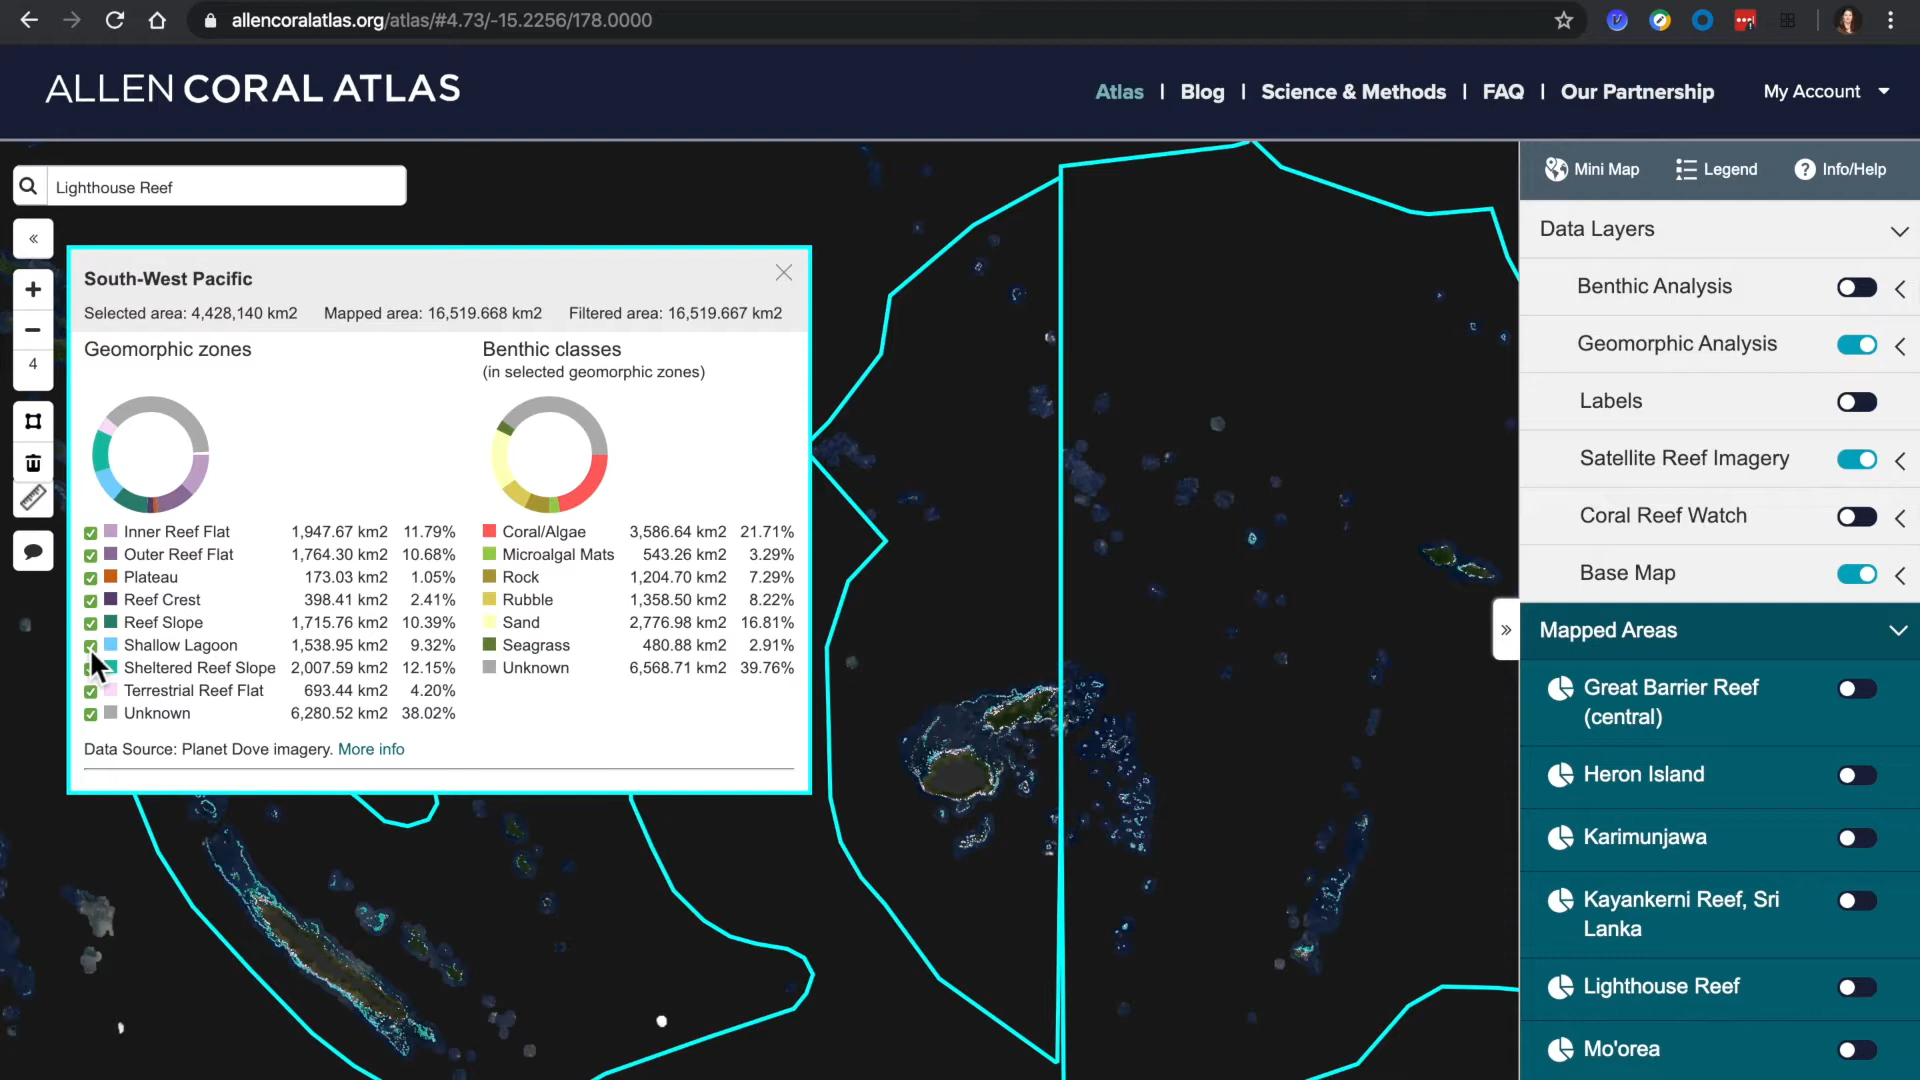 allencoralatlas.org/atlas/#4.73/-15.2256/178.0000
ALLEN CORAL ATLAS
Atlas | Blog | Science & Methods | FAQ | Our Partnership My Account
Lighthouse Reef
Mini Map Legend ? Info/Help
«
+
−
4
South-West Pacific
Selected area: 4,428,140 km2 Mapped area: 16,519.668 km2 Filtered area: 16,519.667 km2
Geomorphic zones
Inner Reef Flat 1,947.67 km2 11.79%
Outer Reef Flat 1,764.30 km2 10.68%
Plateau 173.03 km2 1.05%
Reef Crest 398.41 km2 2.41%
Reef Slope 1,715.76 km2 10.39%
Shallow Lagoon 1,538.95 km2 9.32%
Sheltered Reef Slope 2,007.59 km2 12.15%
Terrestrial Reef Flat 693.44 km2 4.20%
Unknown 6,280.52 km2 38.02%
Benthic classes
(in selected geomorphic zones)
Coral/Algae 3,586.64 km2 21.71%
Microalgal Mats 543.26 km2 3.29%
Rock 1,204.70 km2 7.29%
Rubble 1,358.50 km2 8.22%
Sand 2,776.98 km2 16.81%
Seagrass 480.88 km2 2.91%
Unknown 6,568.71 km2 39.76%
Data Source: Planet Dove imagery. More info
»
Data Layers
Benthic Analysis
Geomorphic Analysis
Labels
Satellite Reef Imagery
Coral Reef Watch
Base Map
Mapped Areas
Great Barrier Reef
(central)
Heron Island
Karimunjawa
Kayankerni Reef, Sri
Lanka
Lighthouse Reef
Mo'orea